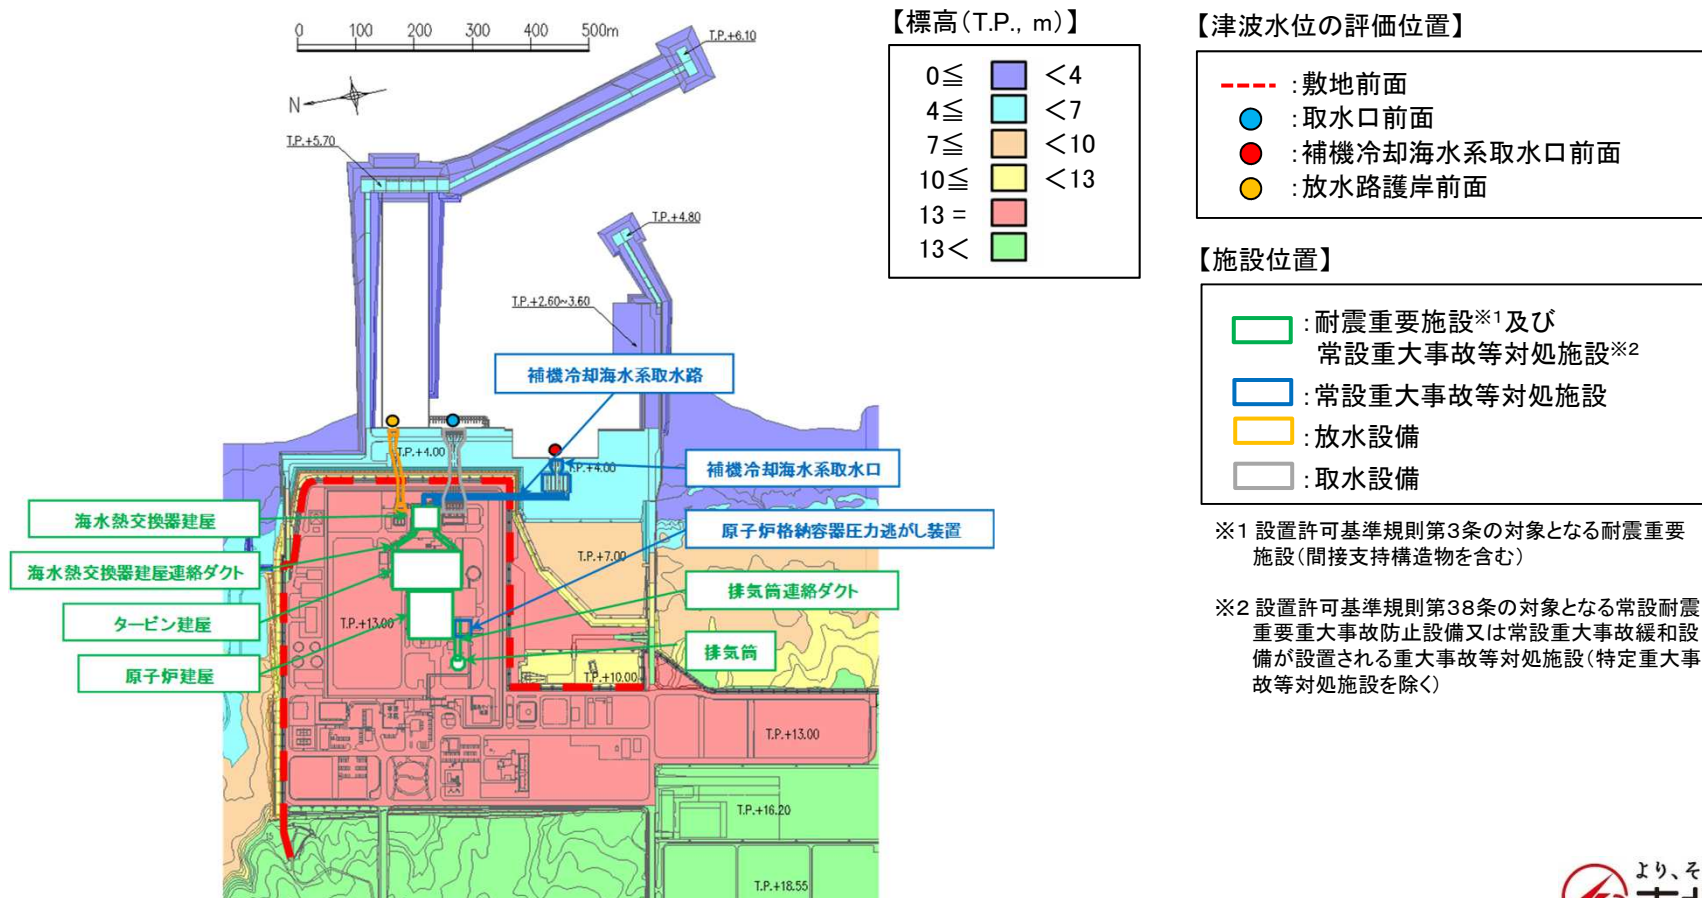 0 100 200 300 400 500m
N
T.P.+6.10
T.P.+5.70
T.P.+4.80
T.P.+2.60~3.60
補機冷却海水系取水路
T.P.+4.00
T.P.+4.00
補機冷却海水系取水口
海水熱交換器建屋
原子炉格納容器圧力逃がし装置
T.P.+7.00
海水熱交換器建屋連絡ダクト
排気筒連絡ダクト
タービン建屋
T.P.+13.00
排気筒
原子炉建屋
T.P.+10.00
T.P.+13.00
T.P.+16.20
T.P.+18.55
【標高(T.P., m)】
0≦ <4
4≦ <7
7≦ <10
10≦ <13
13 =
13<
【津波水位の評価位置】
:敷地前面
:取水口前面
:補機冷却海水系取水口前面
:放水路護岸前面
【施設位置】
:耐震重要施設※1及び
常設重大事故等対処施設※2
:常設重大事故等対処施設
:放水設備
:取水設備
※1 設置許可基準規則第3条の対象となる耐震重要
施設(間接支持構造物を含む)
※2 設置許可基準規則第38条の対象となる常設耐震
重要重大事故防止設備又は常設重大事故緩和設
備が設置される重大事故等対処施設(特定重大事
故等対処施設を除く)
より、そ